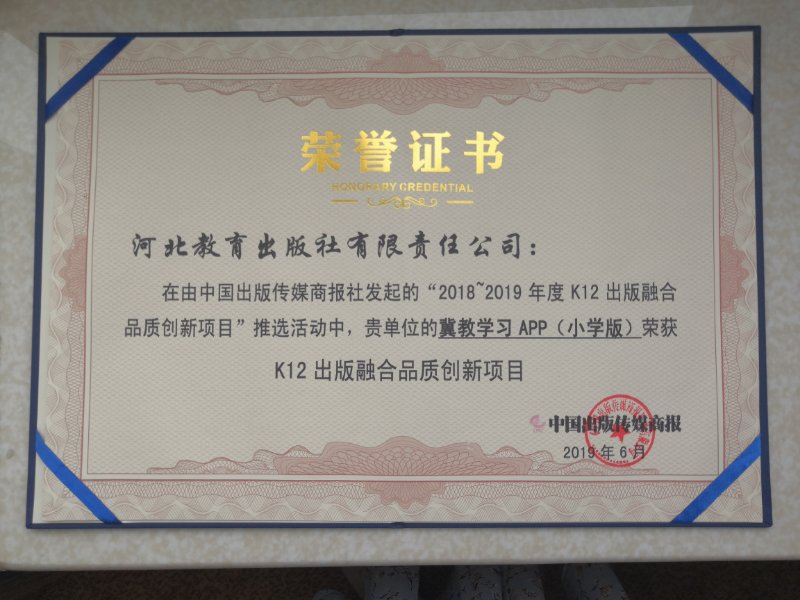 荣誉证书
HONORARY CREDENTIAL
河北教育出版社有限责任公司：
在由中国出版传媒商报社发起的“2018~2019 年度 K12 出版融合
品质创新项目”推选活动中，贵单位的冀教学习 APP（小学版）荣获
K12 出版融合品质创新项目
中国出版传媒商报
2019 年 6 月